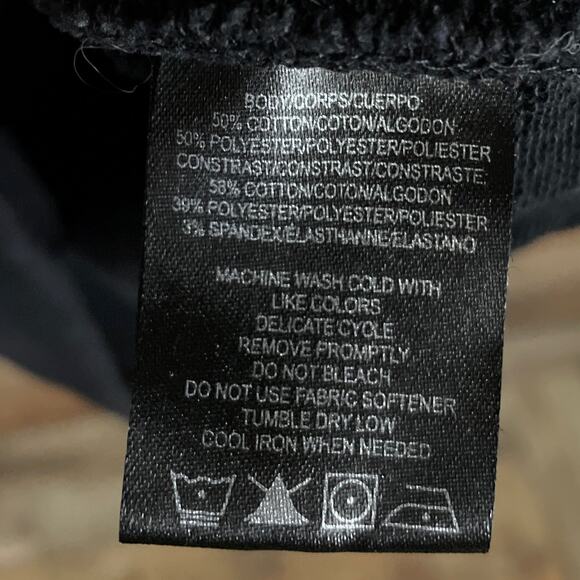 BODY/CORPS/CUERPO:
50% COTTON/COTON/ALGODON
50% POLYESTER/POLYESTER/POLIESTER
CONSTRAST/CONSTRAST/CONSTRASTE:
58% COTTON/COTON/ALGODON
39% POLYESTER/POLYESTER/POLIESTER
3% SPANDEX/ELASTHANNE/ELASTANO
MACHINE WASH COLD WITH
LIKE COLORS
DELICATE CYCLE
REMOVE PROMPTLY
DO NOT BLEACH
DO NOT USE FABRIC SOFTENER
TUMBLE DRY LOW
COOL IRON WHEN NEEDED